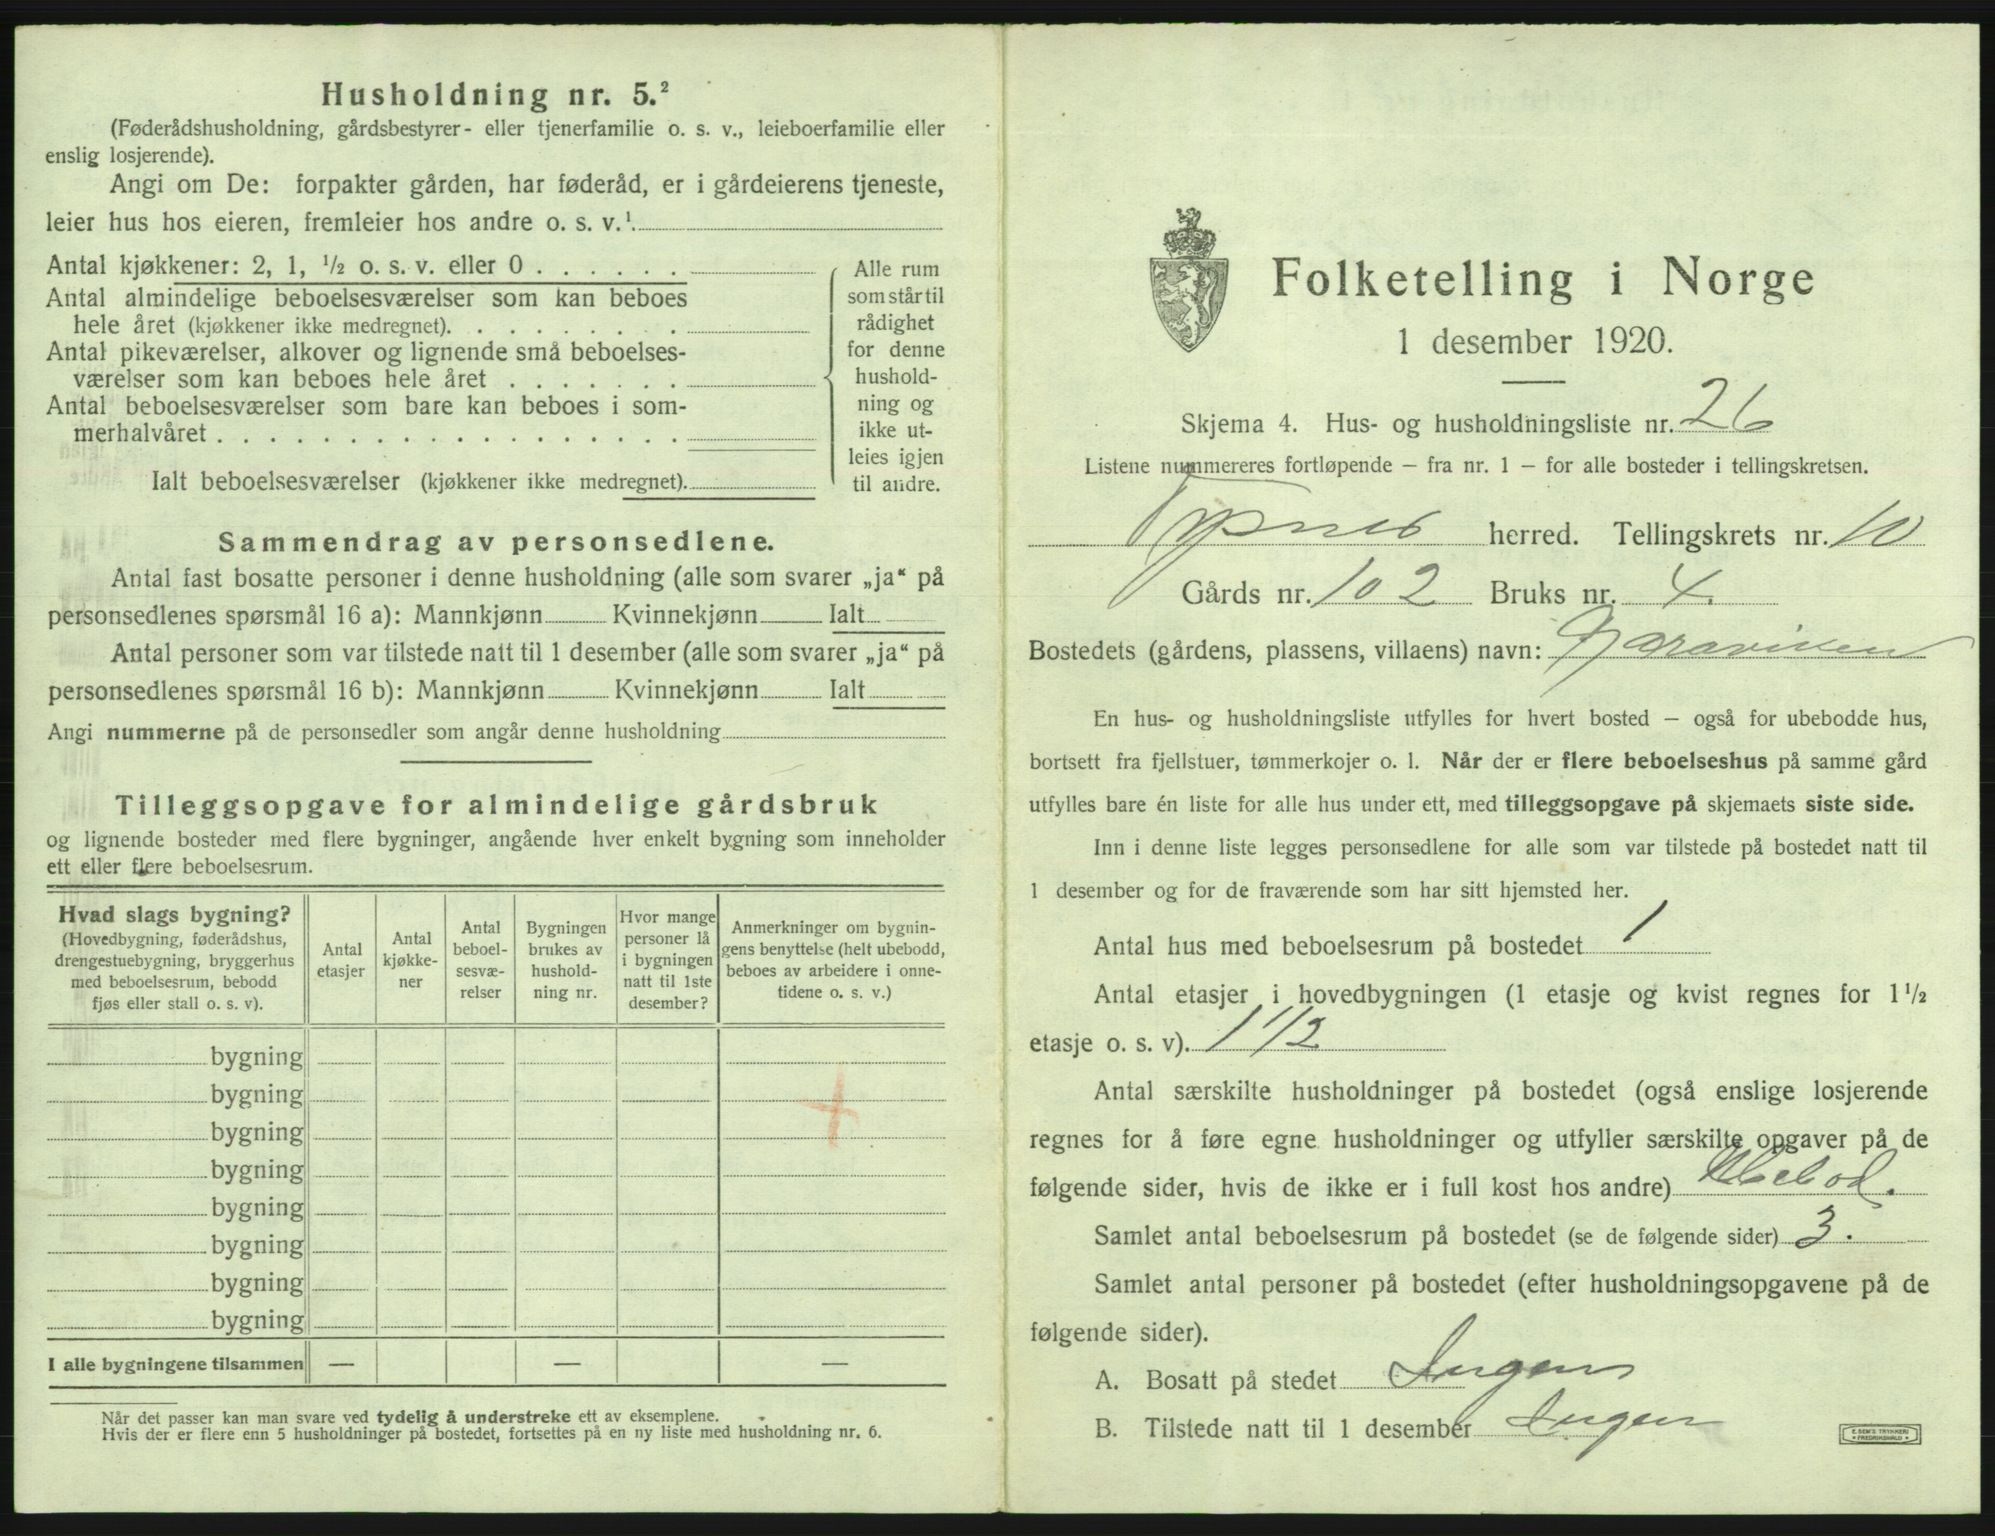 Husholdning nr. 5.²
(Føderådshusholdning, gårdsbestyrer- eller tjenerfamilie o. s. v., leieboerfamilie eller
enslig losjerende).
Angi om De: forpakter gården, har føderåd, er i gårdeierens tjeneste,
leier hus hos eieren, fremleier hos andre o. s. v.¹
Antal kjøkkener: 2, 1, ½ o. s. v. eller 0 . . . . . .
Antal almindelige beboelsesværelser som kan beboes
hele året (kjøkkener ikke medregnet). . . . . . . . .
Antal pikeværelser, alkover og lignende små beboelses-
værelser som kan beboes hele året . . . . . . .
Antal beboelsesværelser som bare kan beboes i som-
merhalvåret . . . . . . . . . . . . . . . . . .
Ialt beboelsesværelser (kjøkkener ikke medregnet).
Alle rum
som står til
rådighet
for denne
hushold-
ning og
ikke ut-
leies igjen
til andre.
Sammendrag av personsedlene.
Antal fast bosatte personer i denne husholdning (alle som svarer „ja“ på
personsedlenes spørsmål 16 a): Mannkjønn Kvinnekjønn Ialt
Antal personer som var tilstede natt til 1 desember (alle som svarer „ja“ på
personsedlenes spørsmål 16 b): Mannkjønn Kvinnekjønn Ialt
Angi nummerne på de personsedler som angår denne husholdning
Tilleggsopgave for almindelige gårdsbruk
og lignende bosteder med flere bygninger, angående hver enkelt bygning som inneholder
ett eller flere beboelsesrum.
Hvad slags bygning?
(Hovedbygning, føderådshus,
drengestuebygning, bryggerhus
med beboelsesrum, bebodd
fjøs eller stall o. s. v).
Antal
etasjer
Antal
kjøkke-
ner
Antal
beboel-
sesvæ-
relser
Bygningen
brukes av
hushold-
ning nr.
Hvor mange
personer lå
i bygningen
natt til 1ste
desember?
Anmerkninger om bygnin-
gens benyttelse (helt ubebodd,
beboes av arbeidere i onne-
tidene o. s. v.)
bygning
bygning
bygning
bygning
bygning
bygning
bygning
bygning
I alle bygningene tilsammen — — —
Når det passer kan man svare ved tydelig å understreke ett av eksemplene.
Hvis der er flere enn 5 husholdninger på bostedet, fortsettes på en ny liste med husholdning nr. 6.
Folketelling i Norge
1 desember 1920.
Skjema 4. Hus- og husholdningsliste nr. 26
Listene nummereres fortløpende – fra nr. 1 – for alle bosteder i tellingskretsen.
Tysnes herred. Tellingskrets nr. 10
Gårds nr. 102 Bruks nr. 4.
Bostedets (gårdens, plassens, villaens) navn:
En hus- og husholdningsliste utfylles for hvert bosted – også for ubebodde hus,
bortsett fra fjellstuer, tømmerkojer o. l. Når der er flere beboelseshus på samme gård
utfylles bare én liste for alle hus under ett, med tilleggsopgave på skjemaets siste side.
Inn i denne liste legges personsedlene for alle som var tilstede på bostedet natt til
1 desember og for de fraværende som har sitt hjemsted her.
Antal hus med beboelsesrum på bostedet 1
Antal etasjer i hovedbygningen (1 etasje og kvist regnes for 1½
etasje o. s. v). 1 1/2
Antal særskilte husholdninger på bostedet (også enslige losjerende
regnes for å føre egne husholdninger og utfyller særskilte opgaver på de
følgende sider, hvis de ikke er i full kost hos andre) Ubebod.
Samlet antal beboelsesrum på bostedet (se de følgende sider) 3.
Samlet antal personer på bostedet (efter husholdningsopgavene på de
følgende sider).
A. Bosatt på stedet Ingen
B. Tilstede natt til 1 desember Ingen
E. SEM'S TRYKKERI
• FREDRIKSHALD •